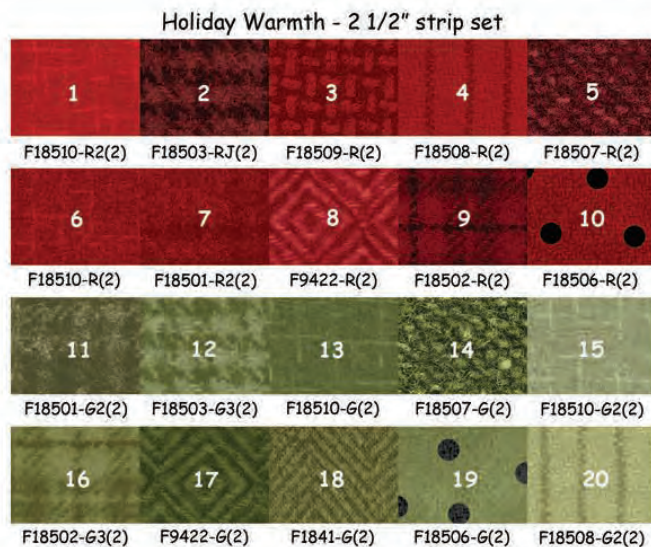 Holiday Warmth - 2 1/2" strip set
1 2 3 4 5
F18510-R2(2) F18503-RJ(2) F18509-R(2) F18508-R(2) F18507-R(2)
6 7 8 9 10
F18510-R(2) F18501-R2(2) F9422-R(2) F18502-R(2) F18506-R(2)
11 12 13 14 15
F18501-G2(2) F18503-G3(2) F18510-G(2) F18507-G(2) F18510-G2(2)
16 17 18 19 20
F18502-G3(2) F9422-G(2) F1841-G(2) F18506-G(2) F18508-G2(2)